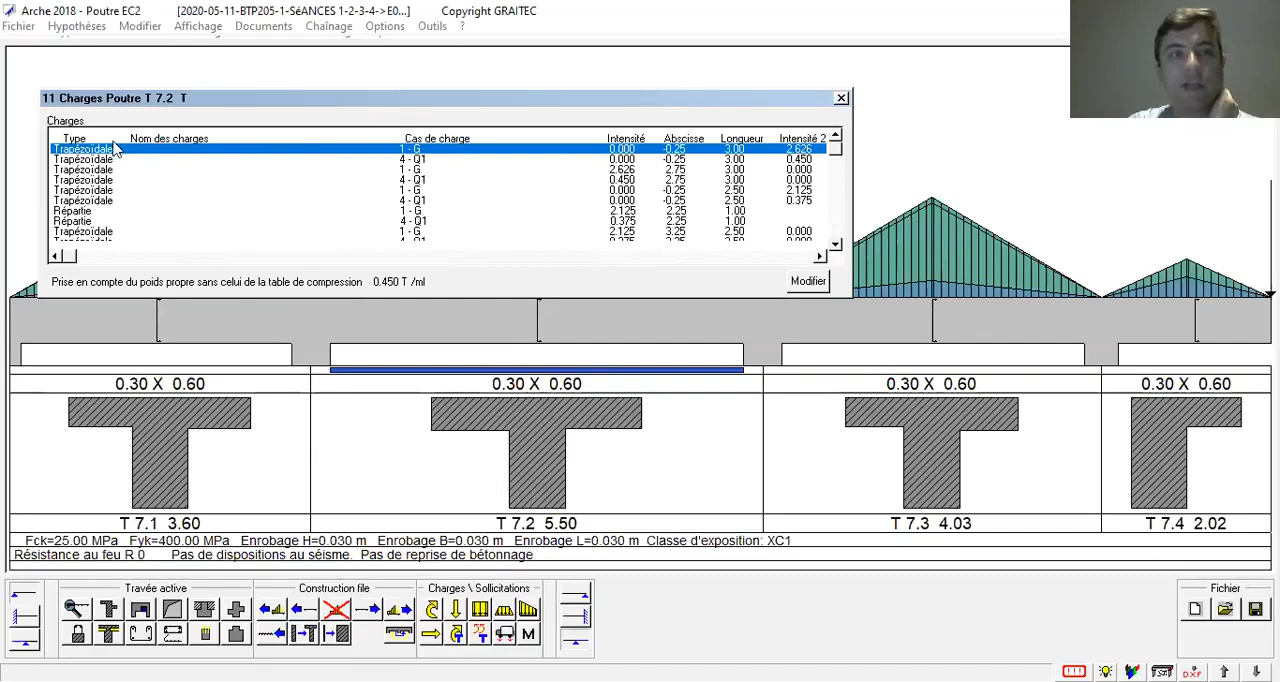 Arche 2018 - Poutre EC2 [2020-05-11-BTP205-1-SéANCES 1-2-3-4->E0...] Copyright GRAITEC
Fichier Hypothèses Modifier Affichage Documents Chaînage Options Outils ?
11 Charges Poutre T 7.2 T
Charges
Type Nom des charges Cas de charge Intensité Abscisse Longueur Intensité 2
Trapézoïdale 1 - G 0.000 -0.25 3.00 2.626
Trapézoïdale 4 - Q1 0.000 -0.25 3.00 0.450
Trapézoïdale 1 - G 2.626 2.75 3.00 0.000
Trapézoïdale 4 - Q1 0.450 2.75 3.00 0.000
Trapézoïdale 1 - G 0.000 -0.25 2.50 2.125
Trapézoïdale 4 - Q1 0.000 -0.25 2.50 0.375
Répartie 1 - G 2.125 2.25 1.00
Répartie 4 - Q1 0.375 2.25 1.00
Trapézoïdale 1 - G 2.125 3.25 2.50 0.000
Prise en compte du poids propre sans celui de la table de compression 0.450 T /ml
Modifier
0.30 X 0.60 0.30 X 0.60 0.30 X 0.60 0.30 X 0.60
T 7.1 3.60 T 7.2 5.50 T 7.3 4.03 T 7.4 2.02
Fck=25.00 MPa Fyk=400.00 MPa Enrobage H=0.030 m Enrobage B=0.030 m Enrobage L=0.030 m Classe d'exposition: XC1
Résistance au feu R 0 Pas de dispositions au séisme. Pas de reprise de bétonnage
Travée active Construction file Charges \ Sollicitations Fichier
M
DXF